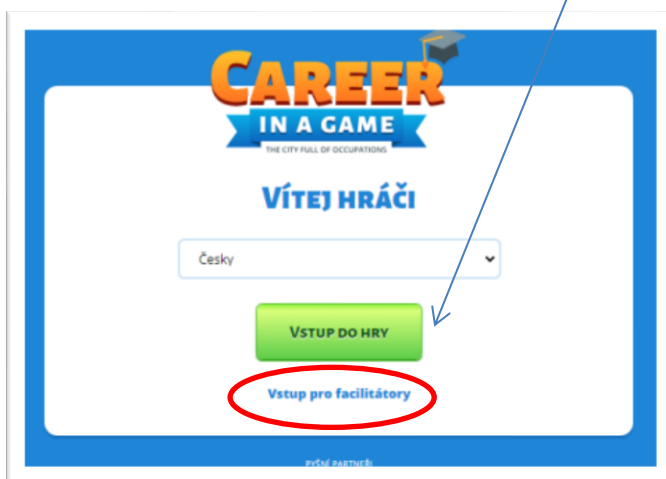 CAREER
IN A GAME
THE CITY FULL OF OCCUPATIONS
VÍTEJ HRÁČI
Česky
VSTUP DO HRY
Vstup pro facilitátory
PYŠNÍ PARTNEŘI